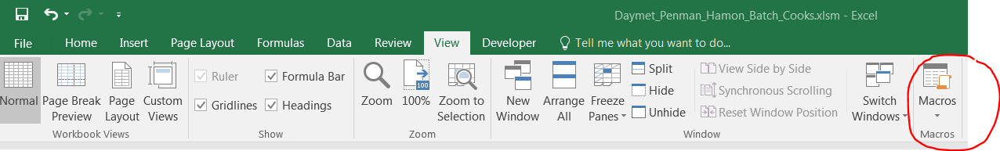 Daymet_Penman_Hamon_Batch_Cooks.xlsm - Excel
File Home Insert Page Layout Formulas Data Review View Developer Tell me what you want to do...
Normal
Page Break
Preview
Page
Layout
Custom
Views
Workbook Views
Ruler
Formula Bar
Gridlines
Headings
Show
Zoom
100
100%
Zoom to
Selection
Zoom
New
Window
Arrange
All
Freeze
Panes
Split
Hide
Unhide
View Side by Side
Synchronous Scrolling
Reset Window Position
Switch
Windows
Window
Macros
Macros